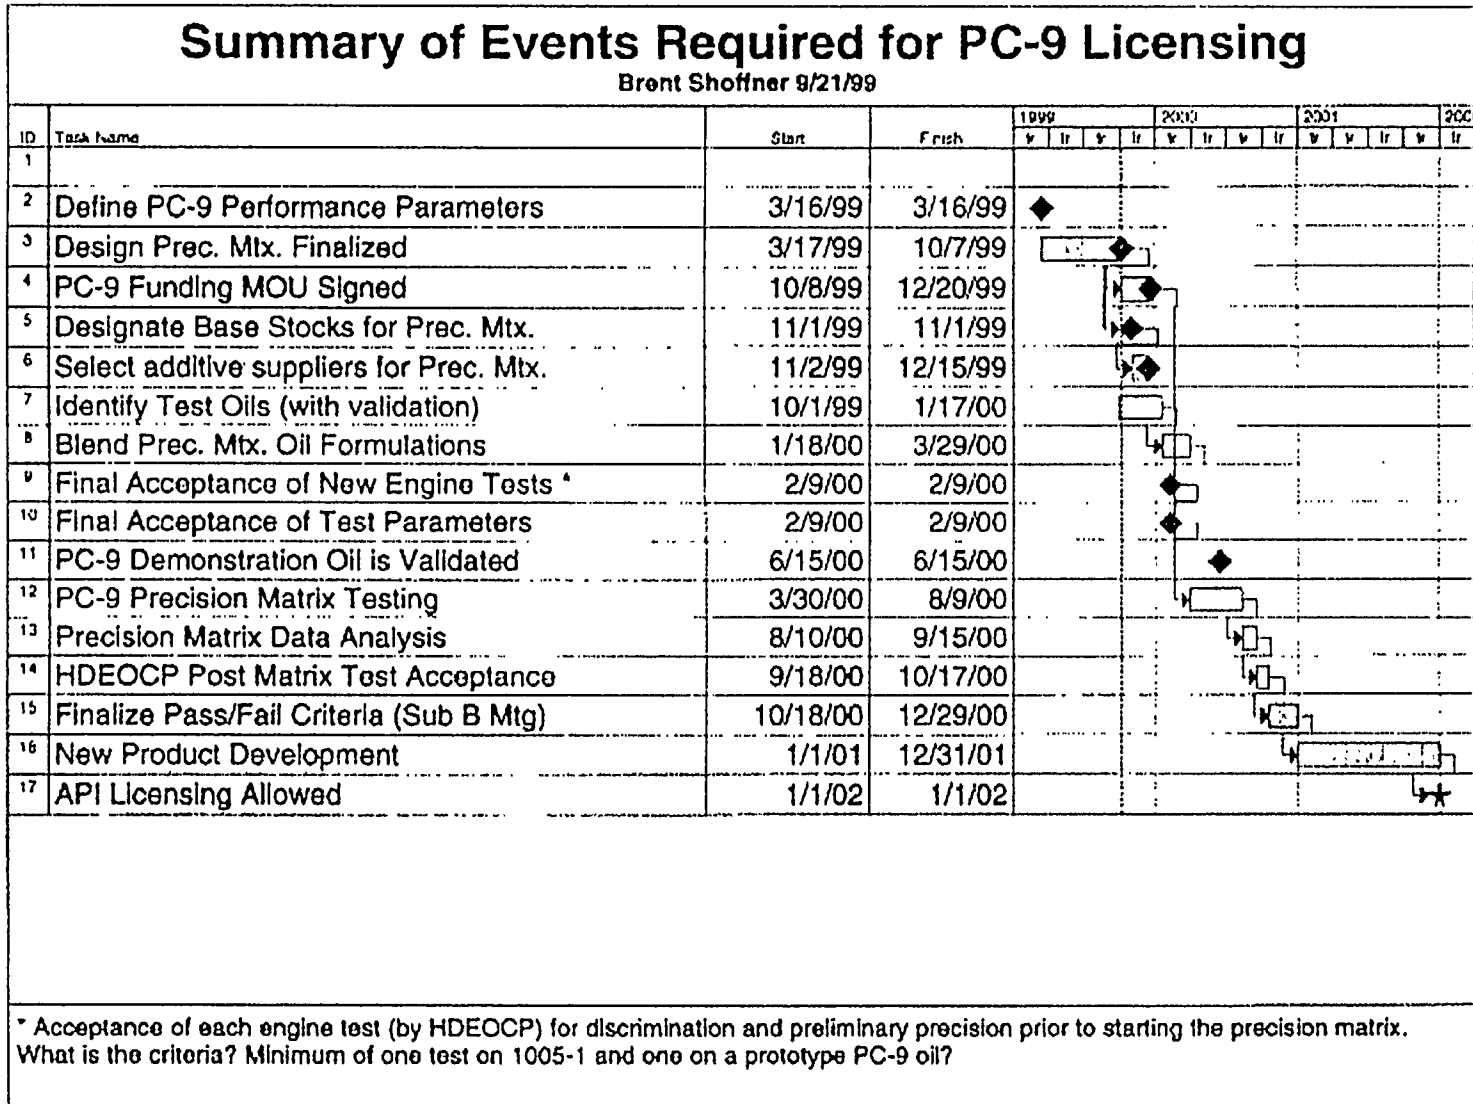 Summary of Events Required for PC-9 Licensing
Brent Shoffner 9/21/99
1999 2000 2001
ID Task Name Start Finish
1
2 Define PC-9 Performance Parameters 3/16/99 3/16/99
3 Design Prec. Mtx. Finalized 3/17/99 10/7/99
4 PC-9 Funding MOU Signed 10/8/99 12/20/99
5 Designate Base Stocks for Prec. Mtx. 11/1/99 11/1/99
6 Select additive suppliers for Prec. Mtx. 11/2/99 12/15/99
7 Identify Test Oils (with validation) 10/1/99 1/17/00
8 Blend Prec. Mtx. Oil Formulations 1/18/00 3/29/00
9 Final Acceptance of New Engine Tests * 2/9/00 2/9/00
10 Final Acceptance of Test Parameters 2/9/00 2/9/00
11 PC-9 Demonstration Oil is Validated 6/15/00 6/15/00
12 PC-9 Precision Matrix Testing 3/30/00 8/9/00
13 Precision Matrix Data Analysis 8/10/00 9/15/00
14 HDEOCP Post Matrix Test Acceptance 9/18/00 10/17/00
15 Finalize Pass/Fail Criteria (Sub B Mtg) 10/18/00 12/29/00
16 New Product Development 1/1/01 12/31/01
17 API Licensing Allowed 1/1/02 1/1/02
* Acceptance of each engine test (by HDEOCP) for discrimination and preliminary precision prior to starting the precision matrix.
What is the criteria? Minimum of one test on 1005-1 and one on a prototype PC-9 oil?